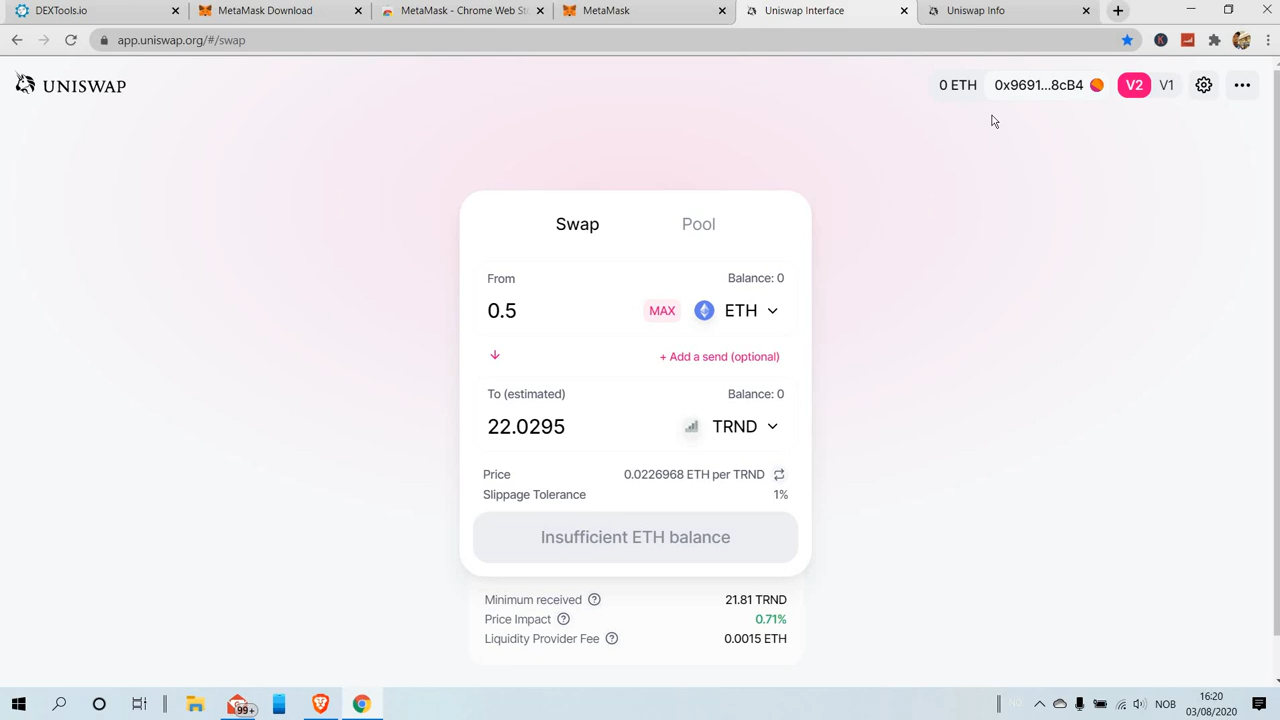 DEXTools.io
MetaMask Download
MetaMask - Chrome Web St
MetaMask
Uniswap Interface
Uniswap Info
app.uniswap.org/#/swap
UNISWAP
0 ETH
0x9691...8cB4
V2
V1
Swap
Pool
From
Balance: 0
0.5
MAX
ETH
+ Add a send (optional)
To (estimated)
Balance: 0
22.0295
TRND
Price
0.0226968 ETH per TRND
Slippage Tolerance
1%
Insufficient ETH balance
Minimum received
21.81 TRND
Price Impact
0.71%
Liquidity Provider Fee
0.0015 ETH
99+
NOB
16:20
03/08/2020